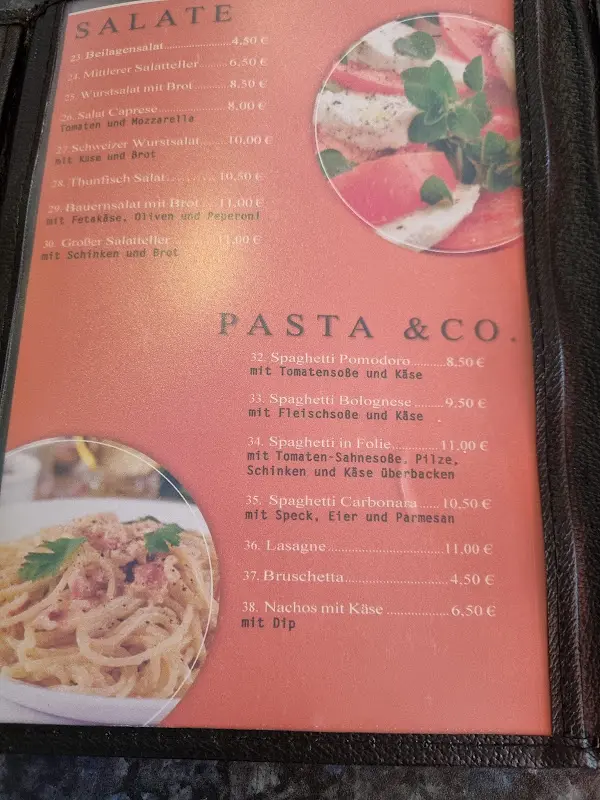 SALATE
23. Beilagensalat..........................4,50 €
24. Mittlerer Salatteller........6,50 €
25. Wurstsalat mit Brot.........8,50 €
26. Salat Caprese....................8,00 €
Tomaten und Mozzarella
27. Schweizer Wurstsalat.......10,00 €
mit Käse und Brot
28. Thunfisch Salat..............10,50 €
29. Bauernsalat mit Brot....11,00 €
mit Fetakäse, Oliven und Peperoni
30. Großer Salatteller............11,00 €
mit Schinken und Brot
PASTA & CO.
32. Spaghetti Pomodoro.........8,50 €
mit Tomatensoße und Käse
33. Spaghetti Bolognese........9,50 €
mit Fleischsoße und Käse
34. Spaghetti in Folie.............11,00 €
mit Tomaten-Sahnesoße, Pilze,
Schinken und Käse überbacken
35. Spaghetti Carbonara......10,50 €
mit Speck, Eier und Parmesan
36. Lasagne..............................11,00 €
37. Bruschetta...........................4,50 €
38. Nachos mit Käse................6,50 €
mit Dip